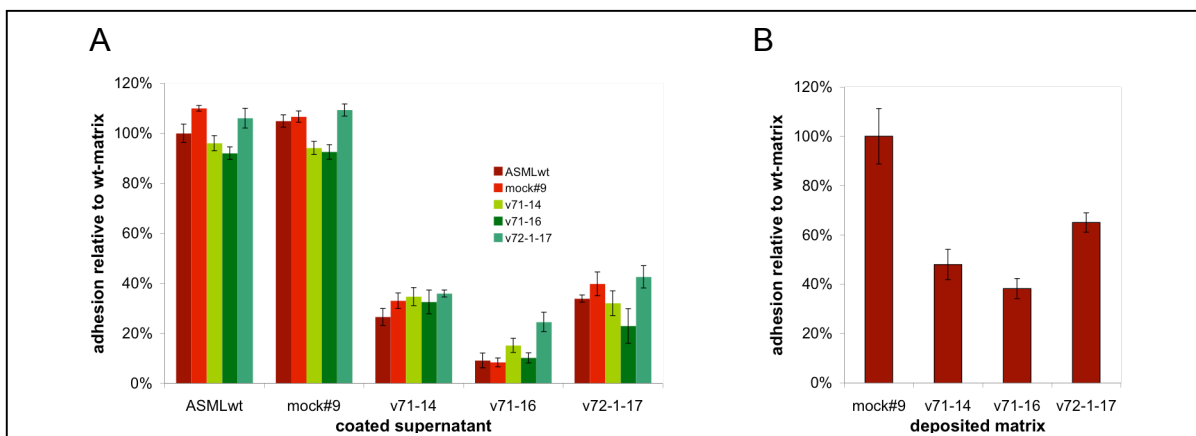 A
adhesion relative to wt-matrix
120%
100%
80%
60%
40%
20%
0%
ASMLwt
mock#9
v71-14
v71-16
v72-1-17
ASMLwt mock#9 v71-14 v71-16 v72-1-17
coated supernatant
B
adhesion relative to wt-matrix
120%
100%
80%
60%
40%
20%
0%
mock#9 v71-14 v71-16 v72-1-17
deposited matrix